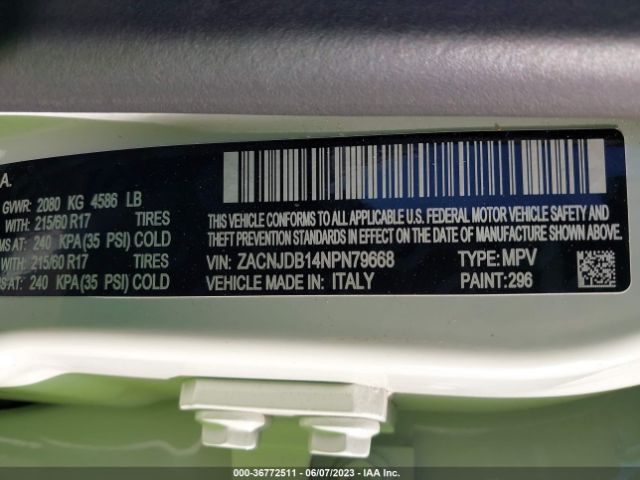 A.
GVWR: 2080 KG 4586 LB
WITH: 215/60 R17 TIRES
MS AT: 240 KPA(35 PSI) COLD
WITH: 215/60 R17 TIRES
MS AT: 240 KPA(35 PSI) COLD
THIS VEHICLE CONFORMS TO ALL APPLICABLE U.S. FEDERAL MOTOR VEHICLE SAFETY AND
THEFT PREVENTION STANDARDS IN EFFECT ON THE DATE OF MANUFACTURE SHOWN ABOVE.
VIN: ZACNJDB14NPN79668 TYPE: MPV
VEHICLE MADE IN: ITALY PAINT: 296
000-36772511 - 06/07/2023 - IAA Inc.